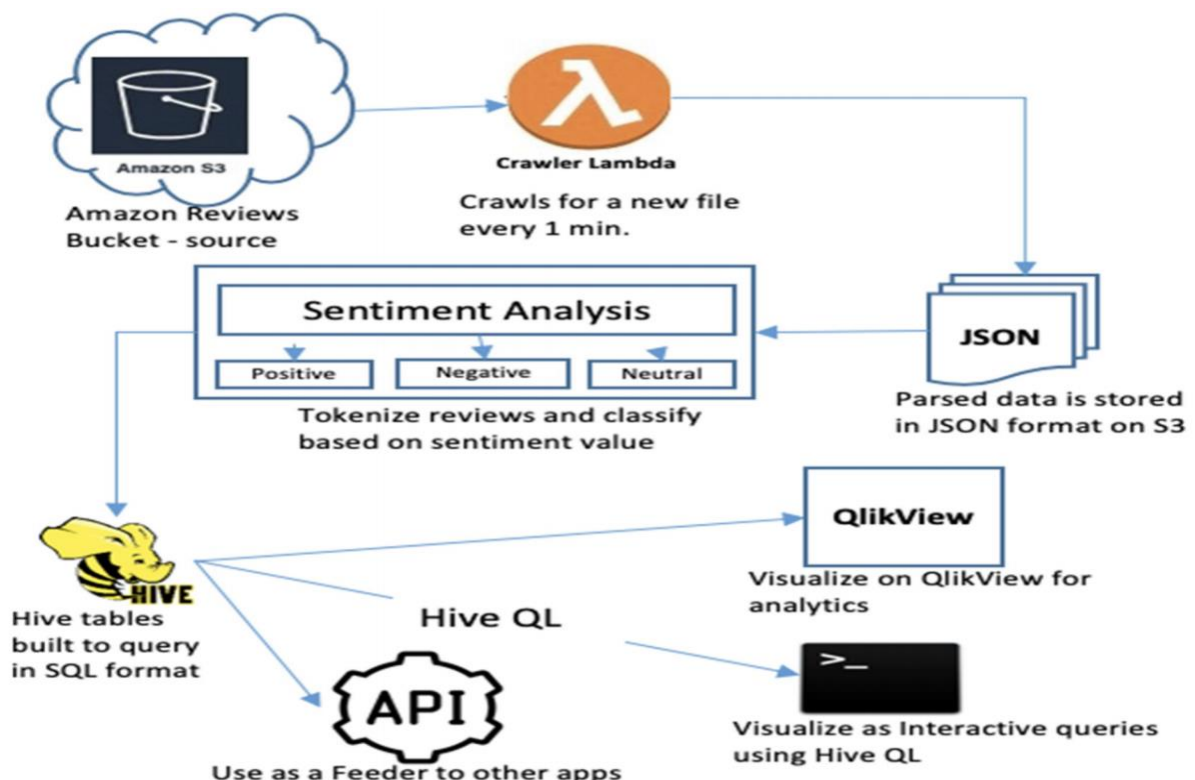 Amazon S3
Amazon Reviews
Bucket - source
Crawler Lambda
Crawls for a new file
every 1 min.
JSON
Parsed data is stored
in JSON format on S3
Sentiment Analysis
Positive
Negative
Neutral
Tokenize reviews and classify
based on sentiment value
HIVE
Hive tables
built to query
in SQL format
QlikView
Visualize on QlikView for
analytics
Hive QL
>_
Visualize as Interactive queries
using Hive QL
API
Use as a Feeder to other apps